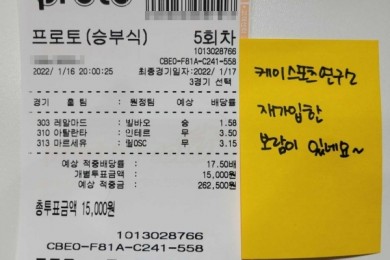 proto
프로토(승부식) 5회차
1013028766
CBE0-F81A-C241-558
2022/ 1/16 20:00:25 최종경기일자:2022/ 1/17
3경기 선택
경기 홈 팀 : 원정팀 예상 배당률
303 레알마드 : 빌바오 승 1.58
310 아탈란타 : 인테르 무 3.50
313 마르세유 : 릴OSC 무 3.15
예상 적중배당률 : 17.50배
개별투표금액 : 15,000원
예상 적중금 : 262,500원
총투표금액 15,000원
1013028766
CBE0-F81A-C241-558
케이스포츠연구소
재가입한
보람이 있네요~